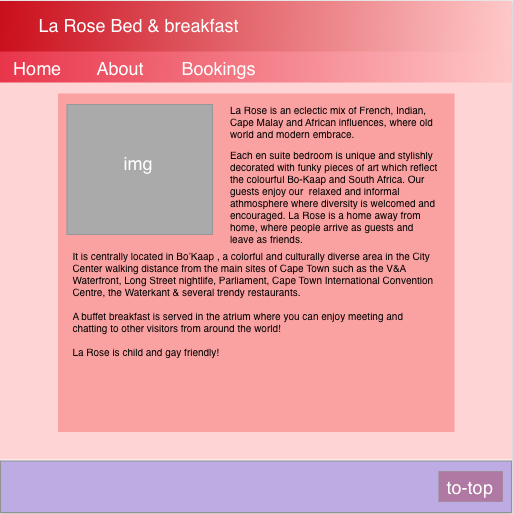 La Rose Bed & breakfast
Home About Bookings
img
La Rose is an eclectic mix of French, Indian,
Cape Malay and African influences, where old
world and modern embrace.
Each en suite bedroom is unique and stylishly
decorated with funky pieces of art which reflect
the colourful Bo-Kaap and South Africa. Our
guests enjoy our relaxed and informal
athmosphere where diversity is welcomed and
encouraged. La Rose is a home away from
home, where people arrive as guests and
leave as friends.
It is centrally located in Bo'Kaap , a colorful and culturally diverse area in the City
Center walking distance from the main sites of Cape Town such as the V&A
Waterfront, Long Street nightlife, Parliament, Cape Town International Convention
Centre, the Waterkant & several trendy restaurants.
A buffet breakfast is served in the atrium where you can enjoy meeting and
chatting to other visitors from around the world!
La Rose is child and gay friendly!
to-top